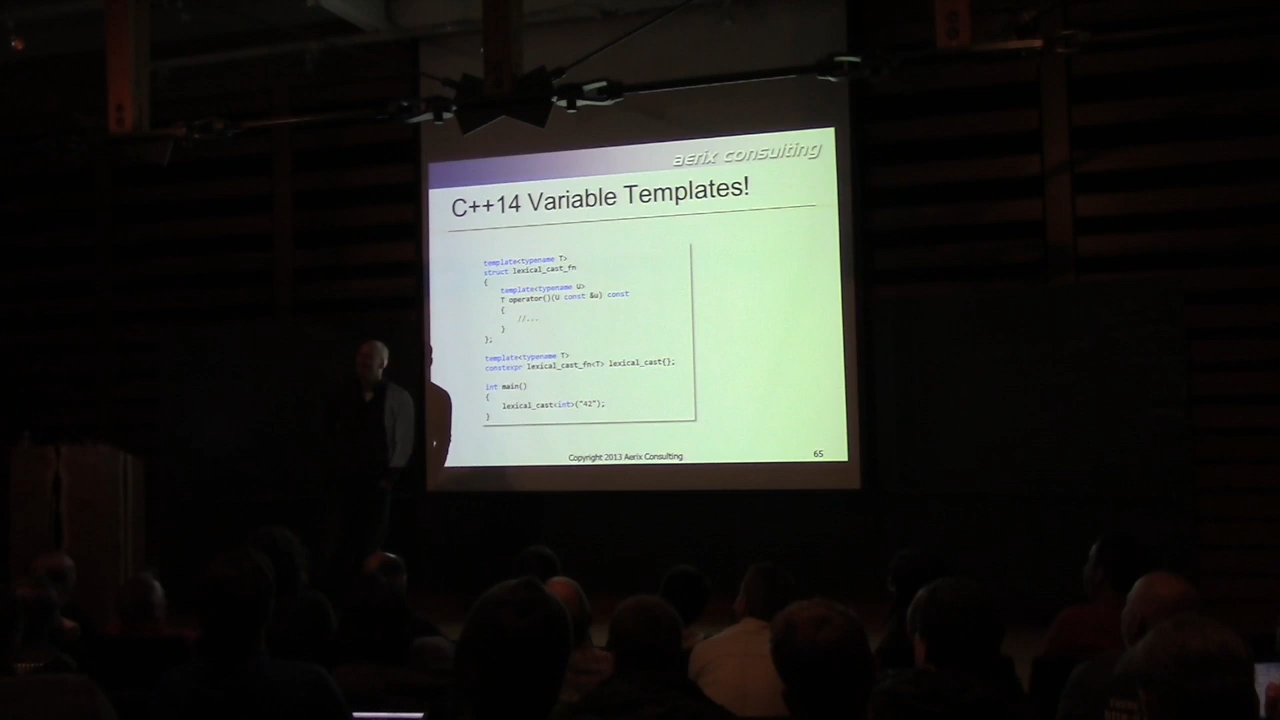 aerix consulting
C++14 Variable Templates!
template<typename T>
struct lexical_cast_fn
{
template<typename U>
T operator()(U const &u) const
{
//...
}
};
template<typename T>
constexpr lexical_cast_fn<T> lexical_cast{};
int main()
{
lexical_cast<int>("42");
}
Copyright 2013 Aerix Consulting
65